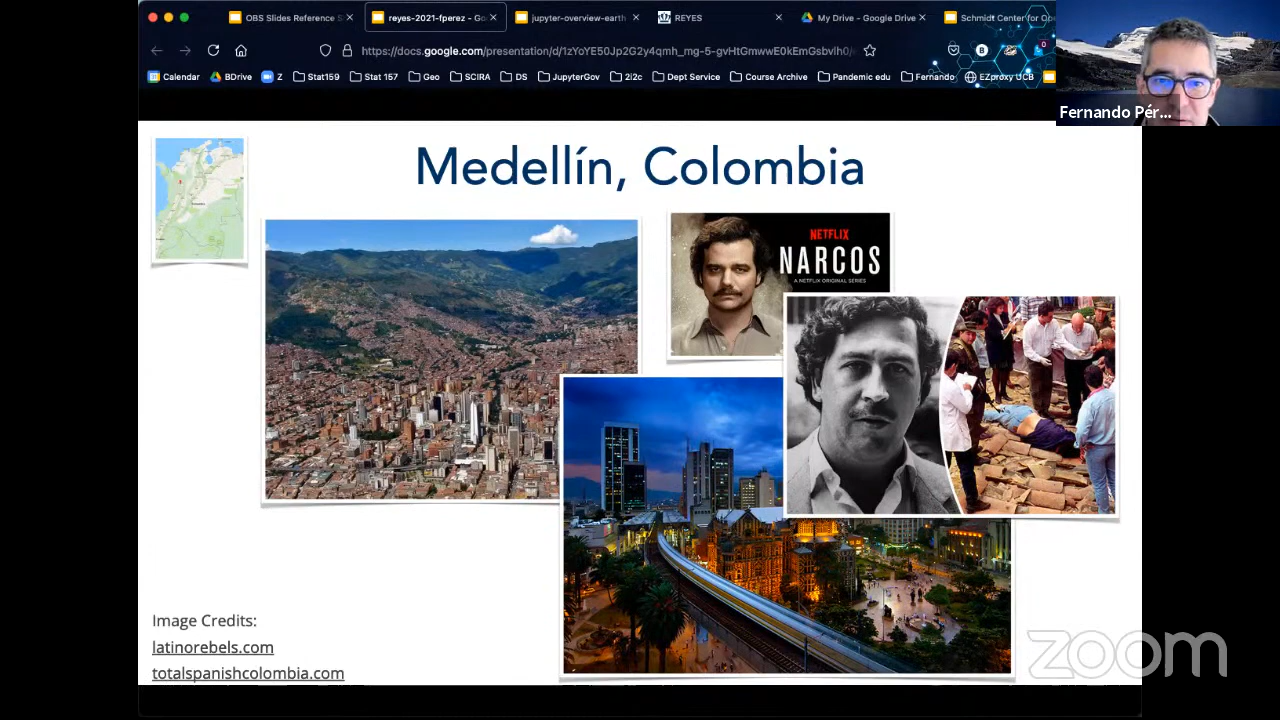 OBS Slides Reference S
reyes-2021-fperez - Go
jupyter-overview-earth
REYES
My Drive - Google Drive
Schmidt Center for Ope
https://docs.google.com/presentation/d/1zYoYE50Jp2G2y4qmh_mg-5-gvHtGmwwE0kEmGsbvih0/
B
0
Calendar
BDrive
Z
Stat159
Stat 157
Geo
SCIRA
DS
JupyterGov
2i2c
Dept Service
Course Archive
Pandemic edu
Fernando
EZproxy UCB
Fernando Pér...
Medellín, Colombia
NETFLIX
NARCOS
A NETFLIX ORIGINAL SERIES
Image Credits:
latinorebels.com
totalspanishcolombia.com
zoom